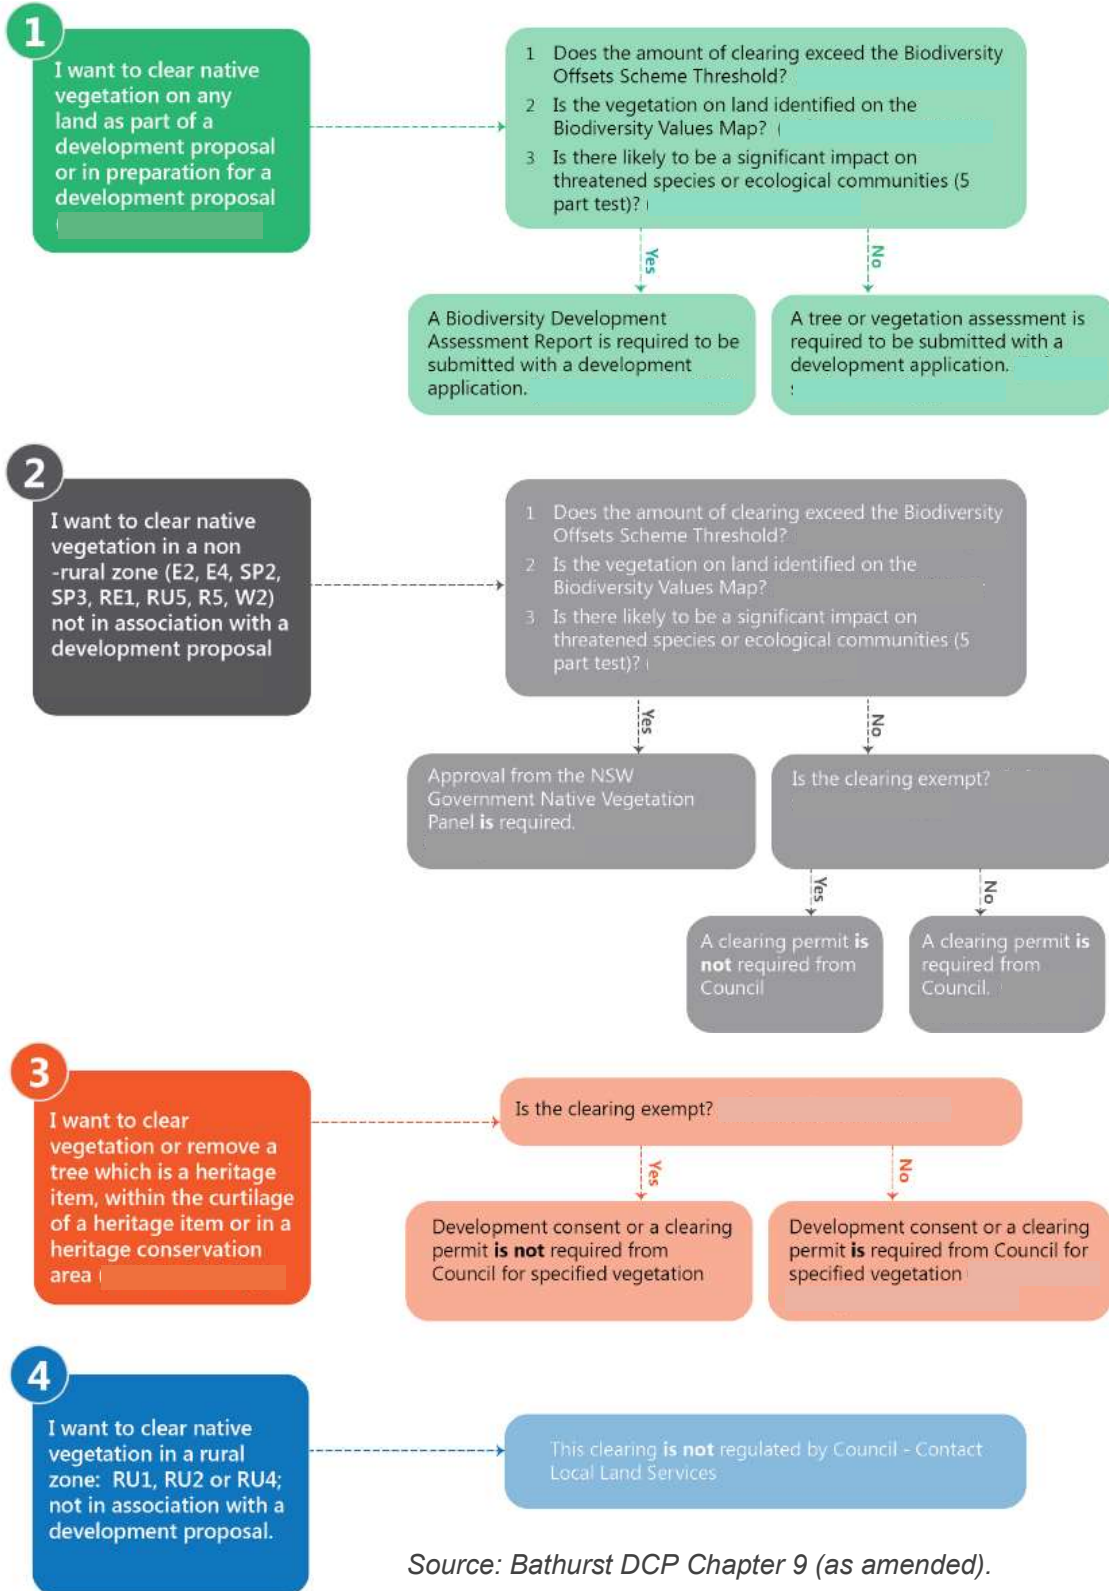 1
I want to clear native
vegetation on any
land as part of a
development proposal
or in preparation for a
development proposal
(
1 Does the amount of clearing exceed the Biodiversity
Offsets Scheme Threshold?
2 Is the vegetation on land identified on the
Biodiversity Values Map? (
3 Is there likely to be a significant impact on
threatened species or ecological communities (5
part test)? (
Yes
No
A Biodiversity Development
Assessment Report is required to be
submitted with a development
application.
A tree or vegetation assessment is
required to be submitted with a
development application.
2
I want to clear native
vegetation in a non
-rural zone (E2, E4, SP2,
SP3, RE1, RU5, R5, W2)
not in association with a
development proposal
1 Does the amount of clearing exceed the Biodiversity
Offsets Scheme Threshold?
2 Is the vegetation on land identified on the
Biodiversity Values Map?
3 Is there likely to be a significant impact on
threatened species or ecological communities (5
part test)? (
Yes
No
Approval from the NSW
Government Native Vegetation
Panel is required.
Is the clearing exempt?
Yes
No
A clearing permit is
not required from
Council
A clearing permit is
required from
Council. (
3
I want to clear
vegetation or remove a
tree which is a heritage
item, within the curtilage
of a heritage item or in a
heritage conservation
area (
Is the clearing exempt?
Yes
No
Development consent or a clearing
permit is not required from
Council for specified vegetation
Development consent or a clearing
permit is required from Council for
specified vegetation (
4
I want to clear native
vegetation in a rural
zone: RU1, RU2 or RU4;
not in association with a
development proposal.
This clearing is not regulated by Council - Contact
Local Land Services
Source: Bathurst DCP Chapter 9 (as amended).